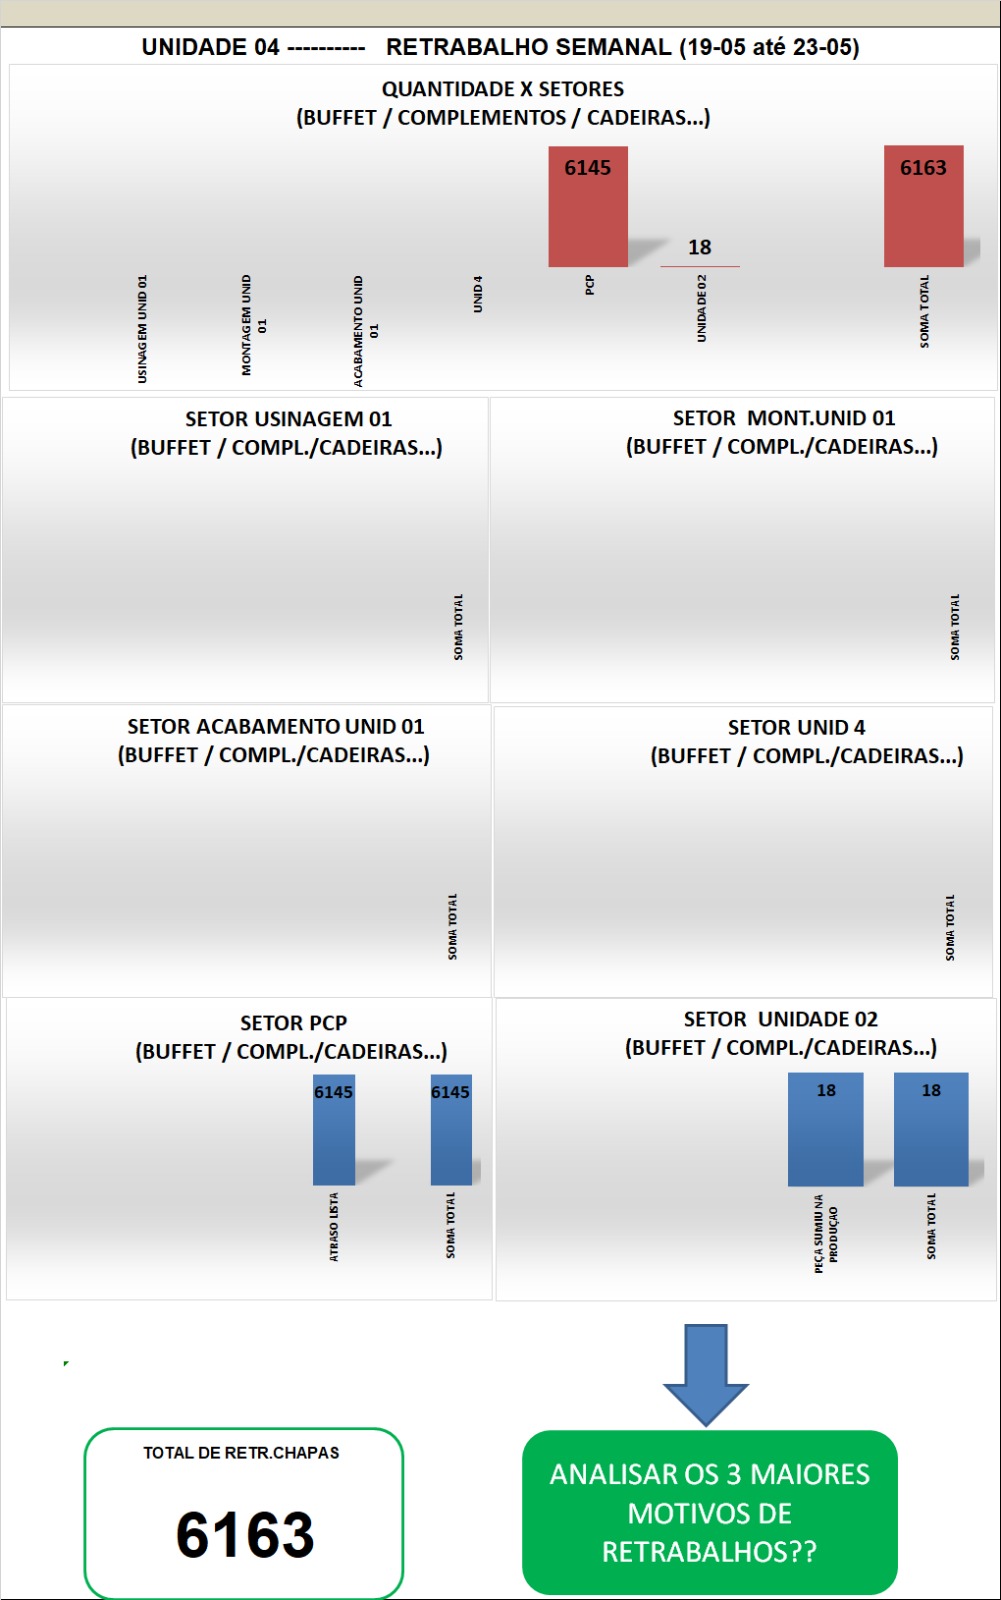 UNIDADE 04 ---------- RETRABALHO SEMANAL (19-05 até 23-05)
QUANTIDADE X SETORES
(BUFFET / COMPLEMENTOS / CADEIRAS...)
6145
18
6163
USINAGEM UNID 01
MONTAGEM UNID
01
ACABAMENTO UNID
01
UNID 4
PCP
UNIDADE 02
SOMA TOTAL
SETOR USINAGEM 01
(BUFFET / COMPL./CADEIRAS...)
SOMA TOTAL
SETOR MONT.UNID 01
(BUFFET / COMPL./CADEIRAS...)
SOMA TOTAL
SETOR ACABAMENTO UNID 01
(BUFFET / COMPL./CADEIRAS...)
SOMA TOTAL
SETOR UNID 4
(BUFFET / COMPL./CADEIRAS...)
SOMA TOTAL
SETOR PCP
(BUFFET / COMPL./CADEIRAS...)
6145
6145
ATRASO LISTA
SOMA TOTAL
SETOR UNIDADE 02
(BUFFET / COMPL./CADEIRAS...)
18
18
PEÇA SUMIU NA
PRODUÇAO
SOMA TOTAL
TOTAL DE RETR.CHAPAS
6163
ANALISAR OS 3 MAIORES
MOTIVOS DE
RETRABALHOS??